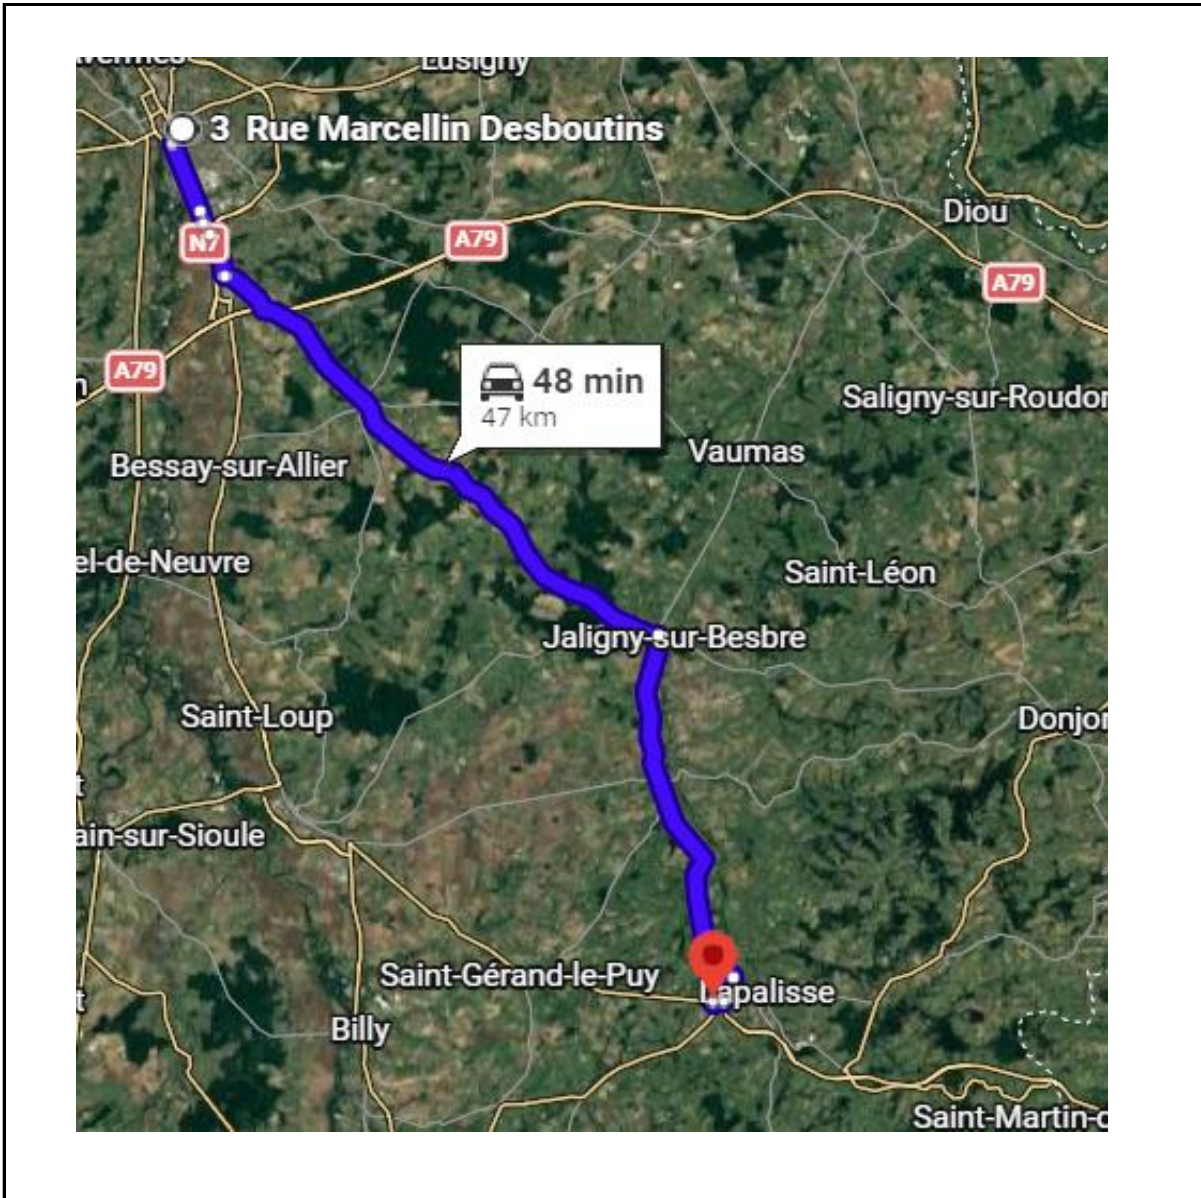 Lusigny
3 Rue Marcellin Desboutins
Diou
N7
A79
A79
A79
48 min
47 km
Saligny-sur-Roudon
Vaumas
Bessay-sur-Allier
el-de-Neuvre
Saint-Léon
Jaligny-sur-Besbre
Saint-Loup
Donjon
ain-sur-Sioule
Saint-Gérand-le-Puy
Lapalisse
Billy
Saint-Martin-d